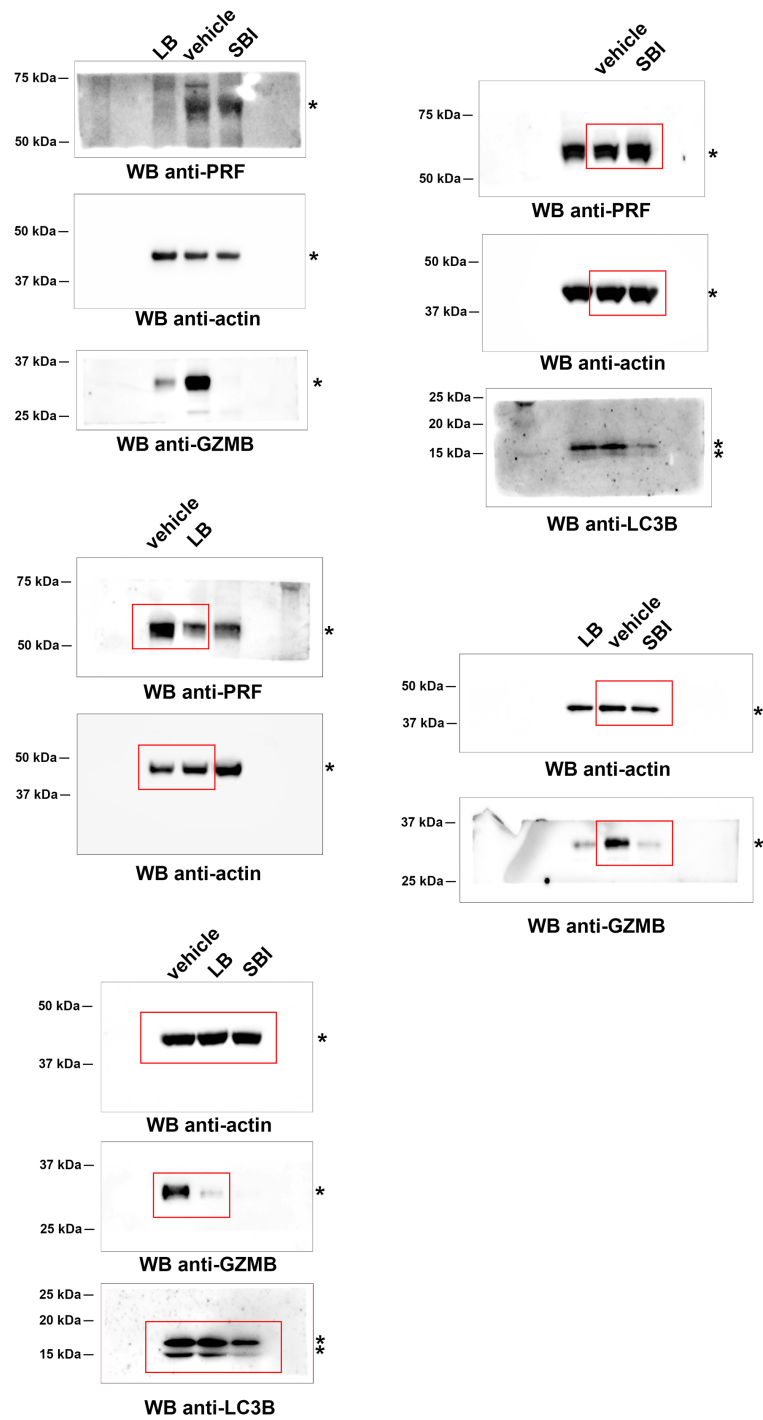 LB vehicle SBI
75 kDa
*
50 kDa
WB anti-PRF
50 kDa
*
37 kDa
WB anti-actin
37 kDa
*
25 kDa
WB anti-GZMB
vehicle SBI
75 kDa
*
50 kDa
WB anti-PRF
50 kDa
*
37 kDa
WB anti-actin
25 kDa
20 kDa
*
15 kDa *
WB anti-LC3B
vehicle LB
75 kDa
*
50 kDa
WB anti-PRF
50 kDa
*
37 kDa
WB anti-actin
LB vehicle SBI
50 kDa
*
37 kDa
WB anti-actin
37 kDa
*
25 kDa
WB anti-GZMB
vehicle LB SBI
50 kDa
*
37 kDa
WB anti-actin
37 kDa
*
25 kDa
WB anti-GZMB
25 kDa
20 kDa
*
15 kDa *
WB anti-LC3B